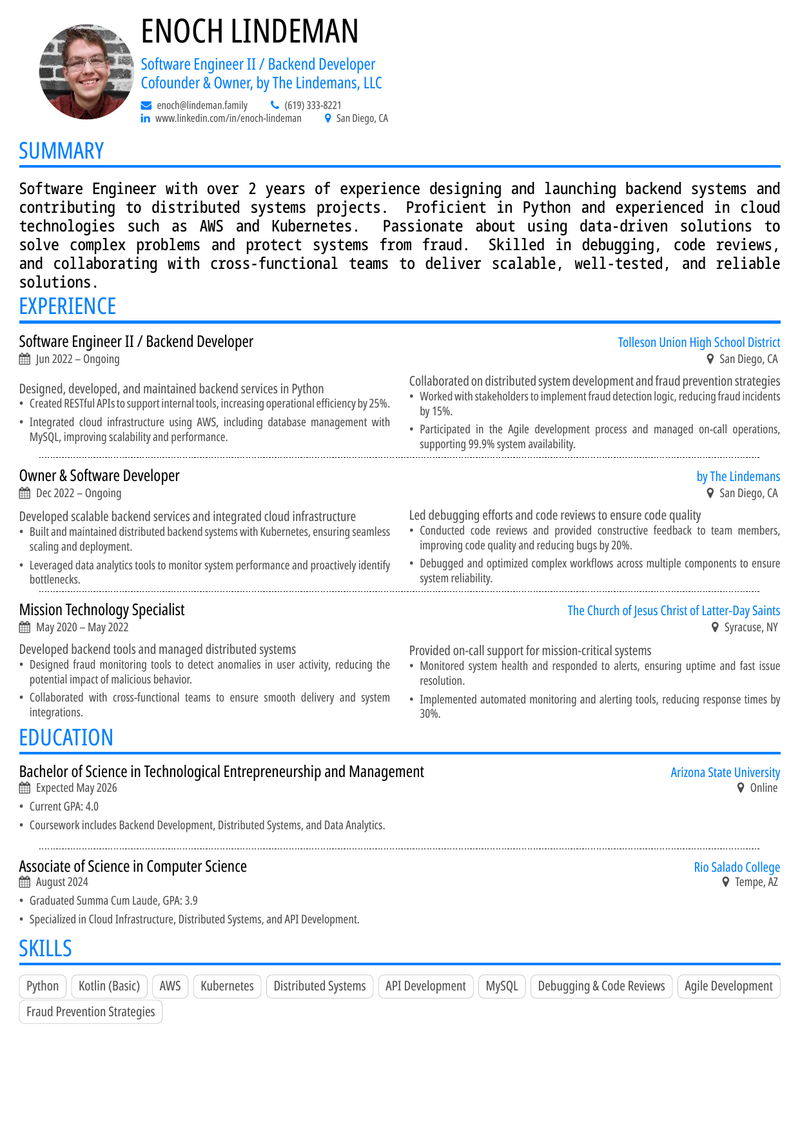 ENOCH LINDEMAN
Software Engineer II / Backend Developer
Cofounder & Owner, by The Lindemans, LLC
enoch@lindeman.family (619) 333-8221
www.linkedin.com/in/enoch-lindeman San Diego, CA
SUMMARY
Software Engineer with over 2 years of experience designing and launching backend systems and
contributing to distributed systems projects. Proficient in Python and experienced in cloud
technologies such as AWS and Kubernetes. Passionate about using data-driven solutions to
solve complex problems and protect systems from fraud. Skilled in debugging, code reviews,
and collaborating with cross-functional teams to deliver scalable, well-tested, and reliable
solutions.
EXPERIENCE
Software Engineer II / Backend Developer Tolleson Union High School District
Jun 2022 – Ongoing San Diego, CA
Designed, developed, and maintained backend services in Python
• Created RESTful APIs to support internal tools, increasing operational efficiency by 25%.
• Integrated cloud infrastructure using AWS, including database management with
MySQL, improving scalability and performance.
Collaborated on distributed system development and fraud prevention strategies
• Worked with stakeholders to implement fraud detection logic, reducing fraud incidents
by 15%.
• Participated in the Agile development process and managed on-call operations,
supporting 99.9% system availability.
Owner & Software Developer by The Lindemans
Dec 2022 – Ongoing San Diego, CA
Developed scalable backend services and integrated cloud infrastructure
• Built and maintained distributed backend systems with Kubernetes, ensuring seamless
scaling and deployment.
• Leveraged data analytics tools to monitor system performance and proactively identify
bottlenecks.
Led debugging efforts and code reviews to ensure code quality
• Conducted code reviews and provided constructive feedback to team members,
improving code quality and reducing bugs by 20%.
• Debugged and optimized complex workflows across multiple components to ensure
system reliability.
Mission Technology Specialist The Church of Jesus Christ of Latter-Day Saints
May 2020 – May 2022 Syracuse, NY
Developed backend tools and managed distributed systems
• Designed fraud monitoring tools to detect anomalies in user activity, reducing the
potential impact of malicious behavior.
• Collaborated with cross-functional teams to ensure smooth delivery and system
integrations.
Provided on-call support for mission-critical systems
• Monitored system health and responded to alerts, ensuring uptime and fast issue
resolution.
• Implemented automated monitoring and alerting tools, reducing response times by
30%.
EDUCATION
Bachelor of Science in Technological Entrepreneurship and Management Arizona State University
Expected May 2026 Online
• Current GPA: 4.0
• Coursework includes Backend Development, Distributed Systems, and Data Analytics.
Associate of Science in Computer Science Rio Salado College
August 2024 Tempe, AZ
• Graduated Summa Cum Laude, GPA: 3.9
• Specialized in Cloud Infrastructure, Distributed Systems, and API Development.
SKILLS
Python Kotlin (Basic) AWS Kubernetes Distributed Systems API Development MySQL Debugging & Code Reviews Agile Development
Fraud Prevention Strategies